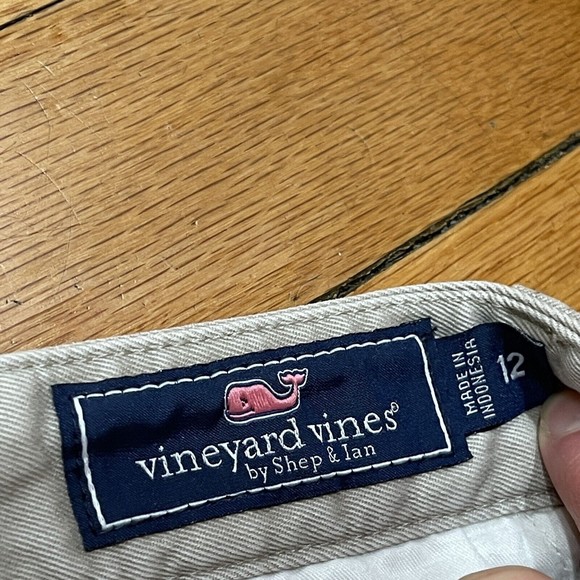 vineyard vines®
by Shep & Ian
MADE IN
INDONESIA
12